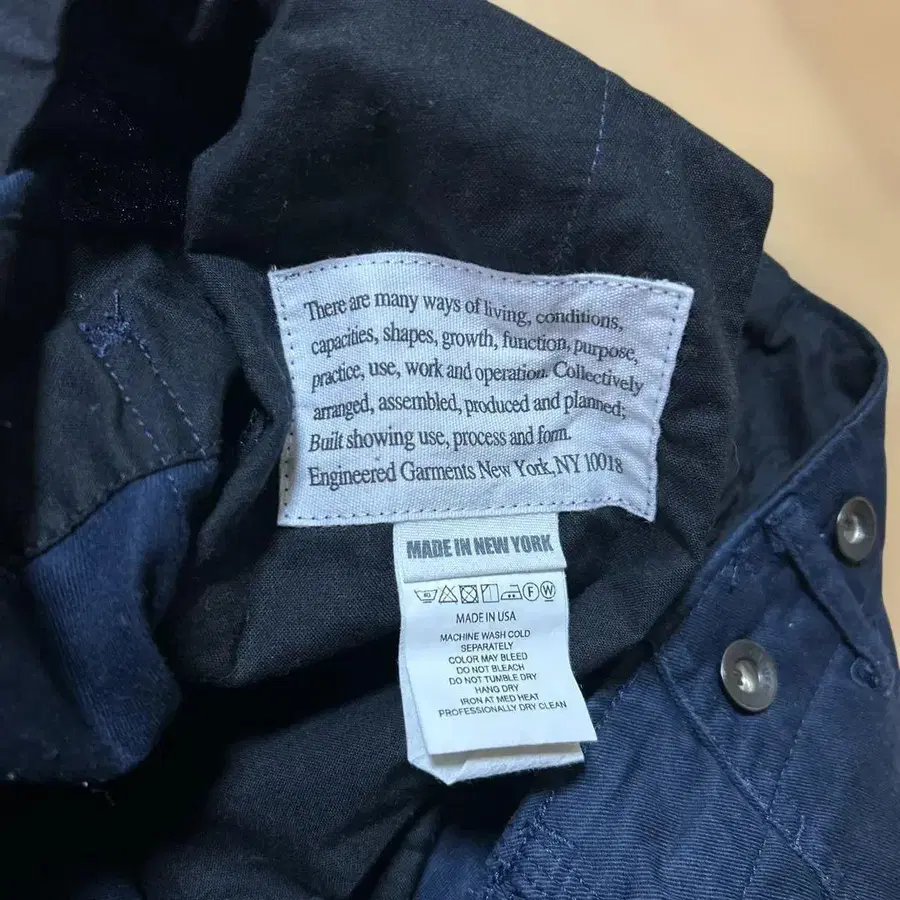 There are many ways of living, conditions,
capacities, shapes, growth, function, purpose,
practice, use, work and operation. Collectively
arranged, assembled, produced and planned;
Built showing use, process and form.
Engineered Garments New York, NY 10018
MADE IN NEW YORK
MADE IN USA
MACHINE WASH COLD
SEPARATELY
COLOR MAY BLEED
DO NOT BLEACH
DO NOT TUMBLE DRY
HANG DRY
IRON AT MED HEAT
PROFESSIONALLY DRY CLEAN